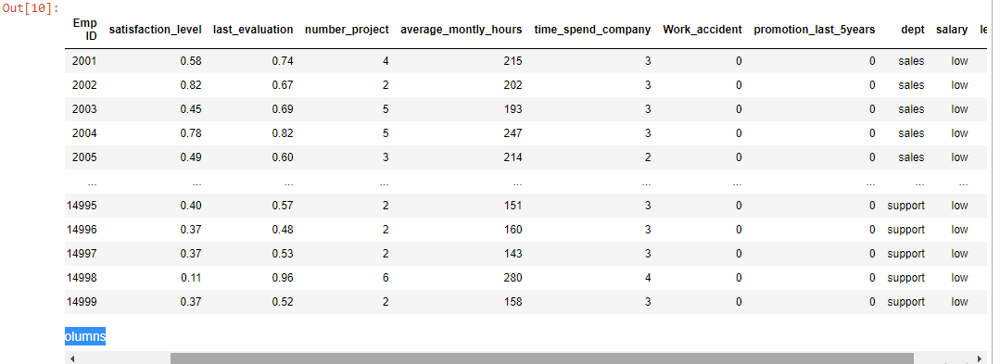 Out[10]:
Emp ID satisfaction_level last_evaluation number_project average_montly_hours time_spend_company Work_accident promotion_last_5years dept salary le
2001 0.58 0.74 4 215 3 0 0 sales low
2002 0.82 0.67 2 202 3 0 0 sales low
2003 0.45 0.69 5 193 3 0 0 sales low
2004 0.78 0.82 5 247 3 0 0 sales low
2005 0.49 0.60 3 214 2 0 0 sales low
... ... ... ... ... ... ... ... ... ...
14995 0.40 0.57 2 151 3 0 0 support low
14996 0.37 0.48 2 160 3 0 0 support low
14997 0.37 0.53 2 143 3 0 0 support low
14998 0.11 0.96 6 280 4 0 0 support low
14999 0.37 0.52 2 158 3 0 0 support low
olumns